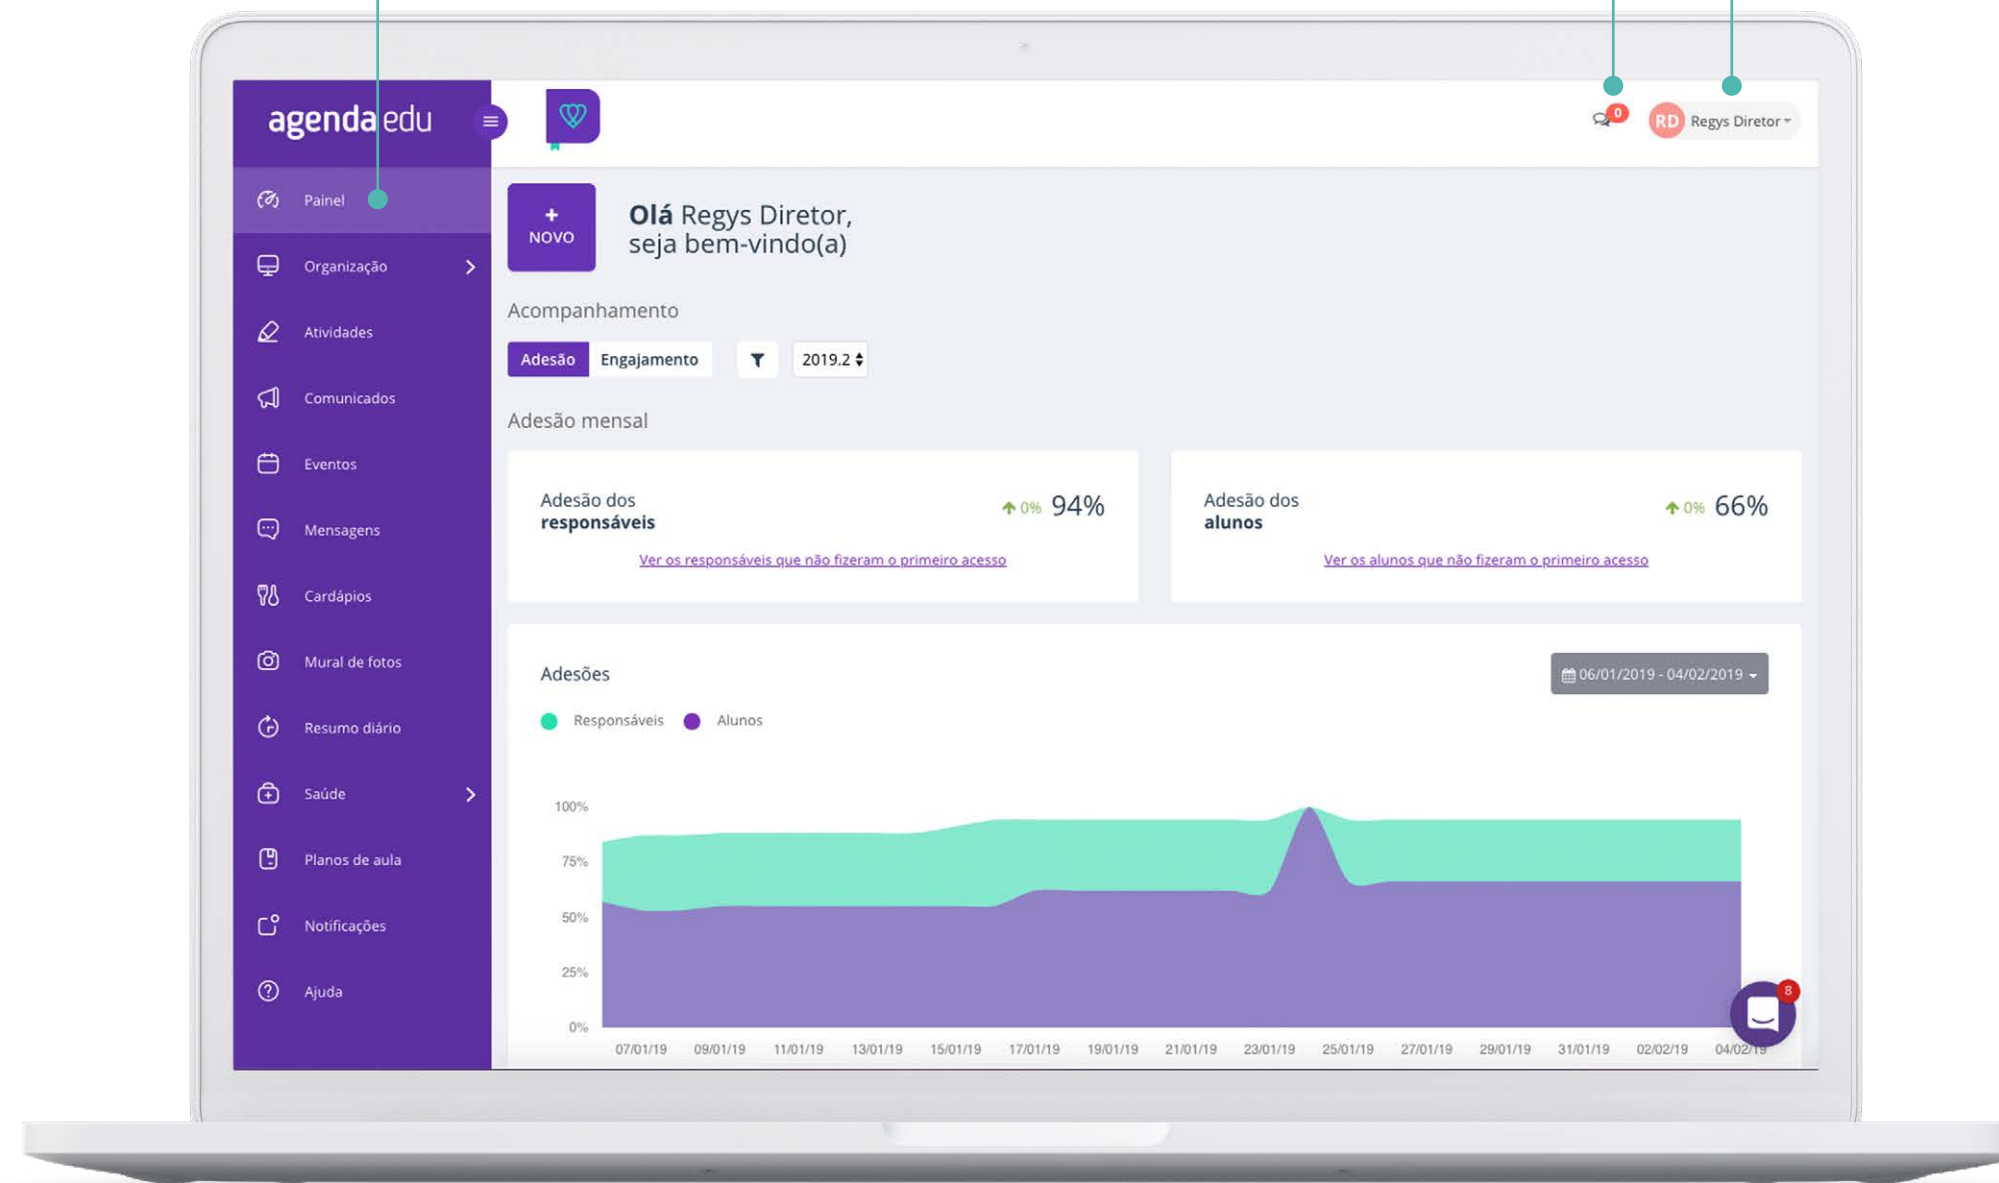 agenda edu
0
RD Regys Diretor
Painel
Organização
Atividades
Comunicados
Eventos
Mensagens
Cardápios
Mural de fotos
Resumo diário
Saúde
Planos de aula
Notificações
Ajuda
+
NOVO
Olá Regys Diretor,
seja bem-vindo(a)
Acompanhamento
Adesão Engajamento 2019.2
Adesão mensal
Adesão dos
responsáveis
0% 94%
Ver os responsáveis que não fizeram o primeiro acesso
Adesão dos
alunos
0% 66%
Ver os alunos que não fizeram o primeiro acesso
Adesões
06/01/2019 - 04/02/2019
Responsáveis Alunos
100%
75%
50%
25%
0%
07/01/19 09/01/19 11/01/19 13/01/19 15/01/19 17/01/19 19/01/19 21/01/19 23/01/19 25/01/19 27/01/19 29/01/19 31/01/19 02/02/19 04/02/19
8